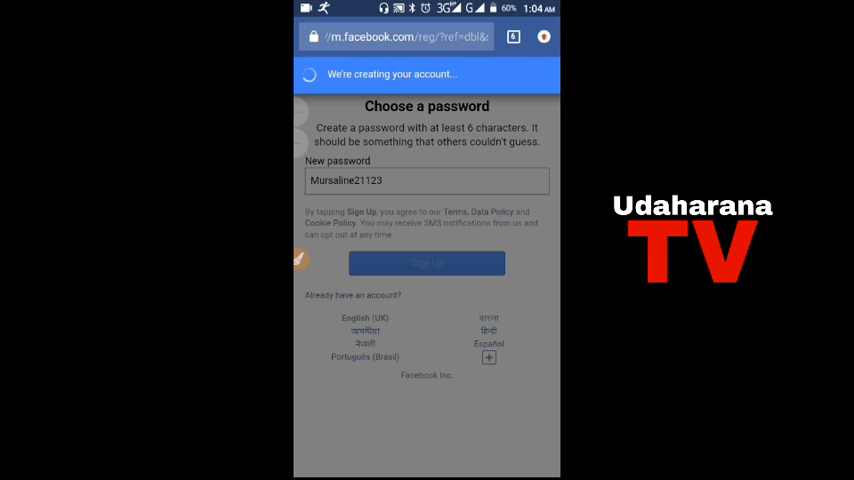 3G G 60% 1:04 AM
//m.facebook.com/reg/?ref=dbl&
6
We're creating your account...
Choose a password
Create a password with at least 6 characters. It
should be something that others couldn't guess.
New password
Mursaline21123
By tapping Sign Up, you agree to our Terms, Data Policy and
Cookie Policy. You may receive SMS notifications from us and
can opt out at any time.
Sign Up
Already have an account?
English (UK) বাংলা
অসমীয়া हिन्दी
नेपाली Español
Português (Brasil) +
Facebook Inc.
Udaharana
TV